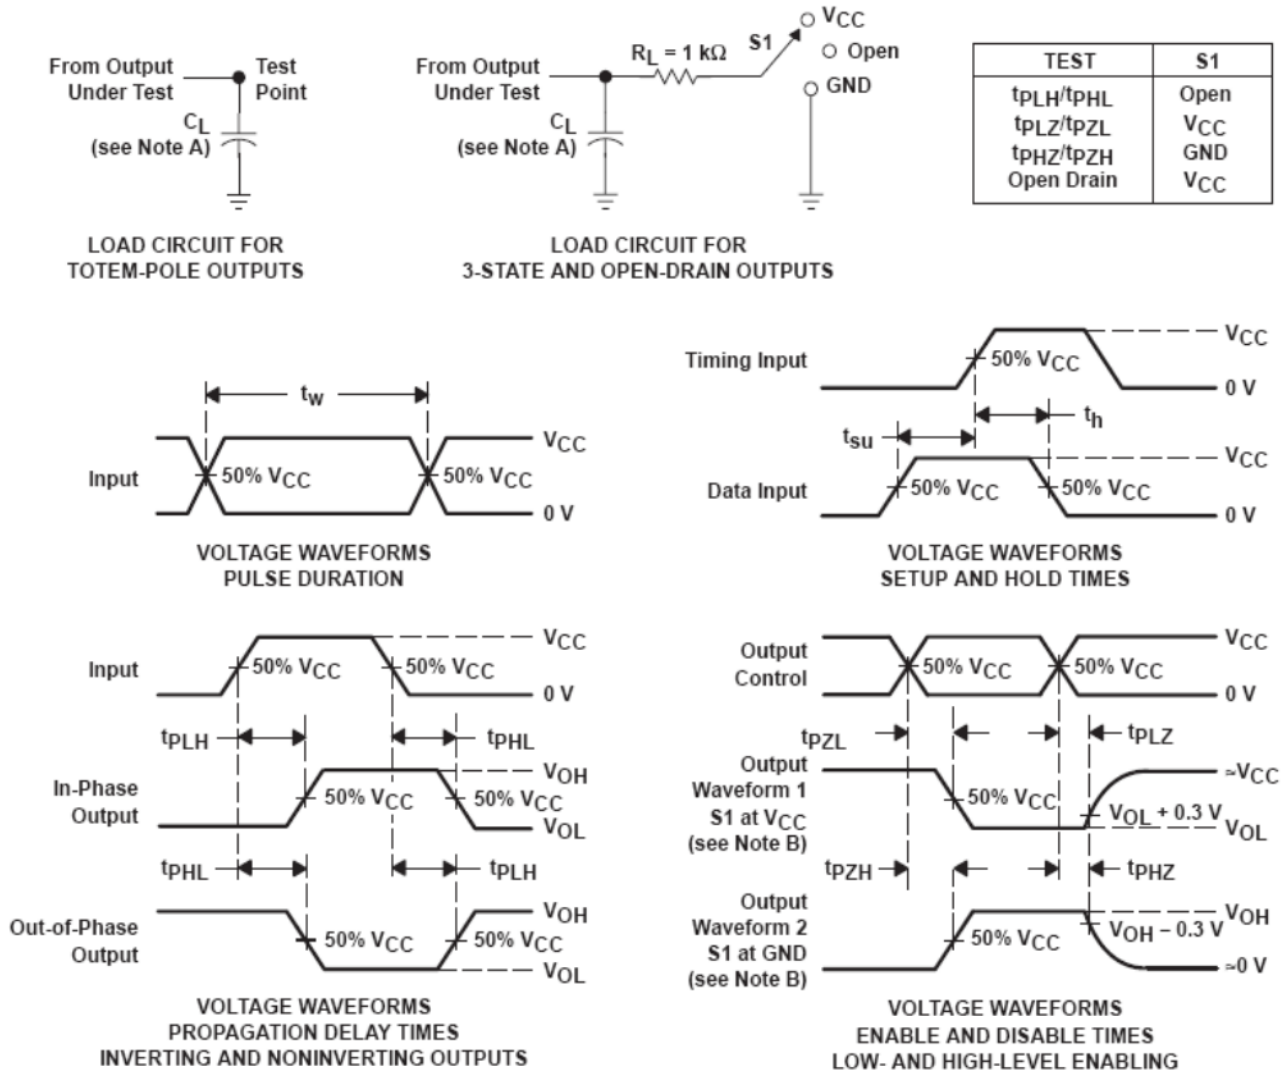 From Output
Under Test
Test
Point
CL
(see Note A)
LOAD CIRCUIT FOR
TOTEM-POLE OUTPUTS
From Output
Under Test
RL = 1 kΩ
S1
VCC
Open
GND
CL
(see Note A)
LOAD CIRCUIT FOR
3-STATE AND OPEN-DRAIN OUTPUTS
TEST S1
tPLH/tPHL Open
tPLZ/tPZL VCC
tPHZ/tPZH GND
Open Drain VCC
tw
Input
50% VCC
50% VCC
VCC
0 V
VOLTAGE WAVEFORMS
PULSE DURATION
Timing Input
50% VCC
VCC
0 V
th
tsu
Data Input
50% VCC
50% VCC
VCC
0 V
VOLTAGE WAVEFORMS
SETUP AND HOLD TIMES
Input
50% VCC
50% VCC
VCC
0 V
tPLH
tPHL
In-Phase
Output
50% VCC
50% VCC
VOH
VOL
tPHL
tPLH
Out-of-Phase
Output
50% VCC
50% VCC
VOH
VOL
VOLTAGE WAVEFORMS
PROPAGATION DELAY TIMES
INVERTING AND NONINVERTING OUTPUTS
Output
Control
50% VCC
50% VCC
VCC
0 V
tPZL
tPLZ
Output
Waveform 1
S1 at VCC
(see Note B)
50% VCC
VOL + 0.3 V
≈VCC
VOL
tPZH
tPHZ
Output
Waveform 2
S1 at GND
(see Note B)
50% VCC
VOH − 0.3 V
VOH
≈0 V
VOLTAGE WAVEFORMS
ENABLE AND DISABLE TIMES
LOW- AND HIGH-LEVEL ENABLING